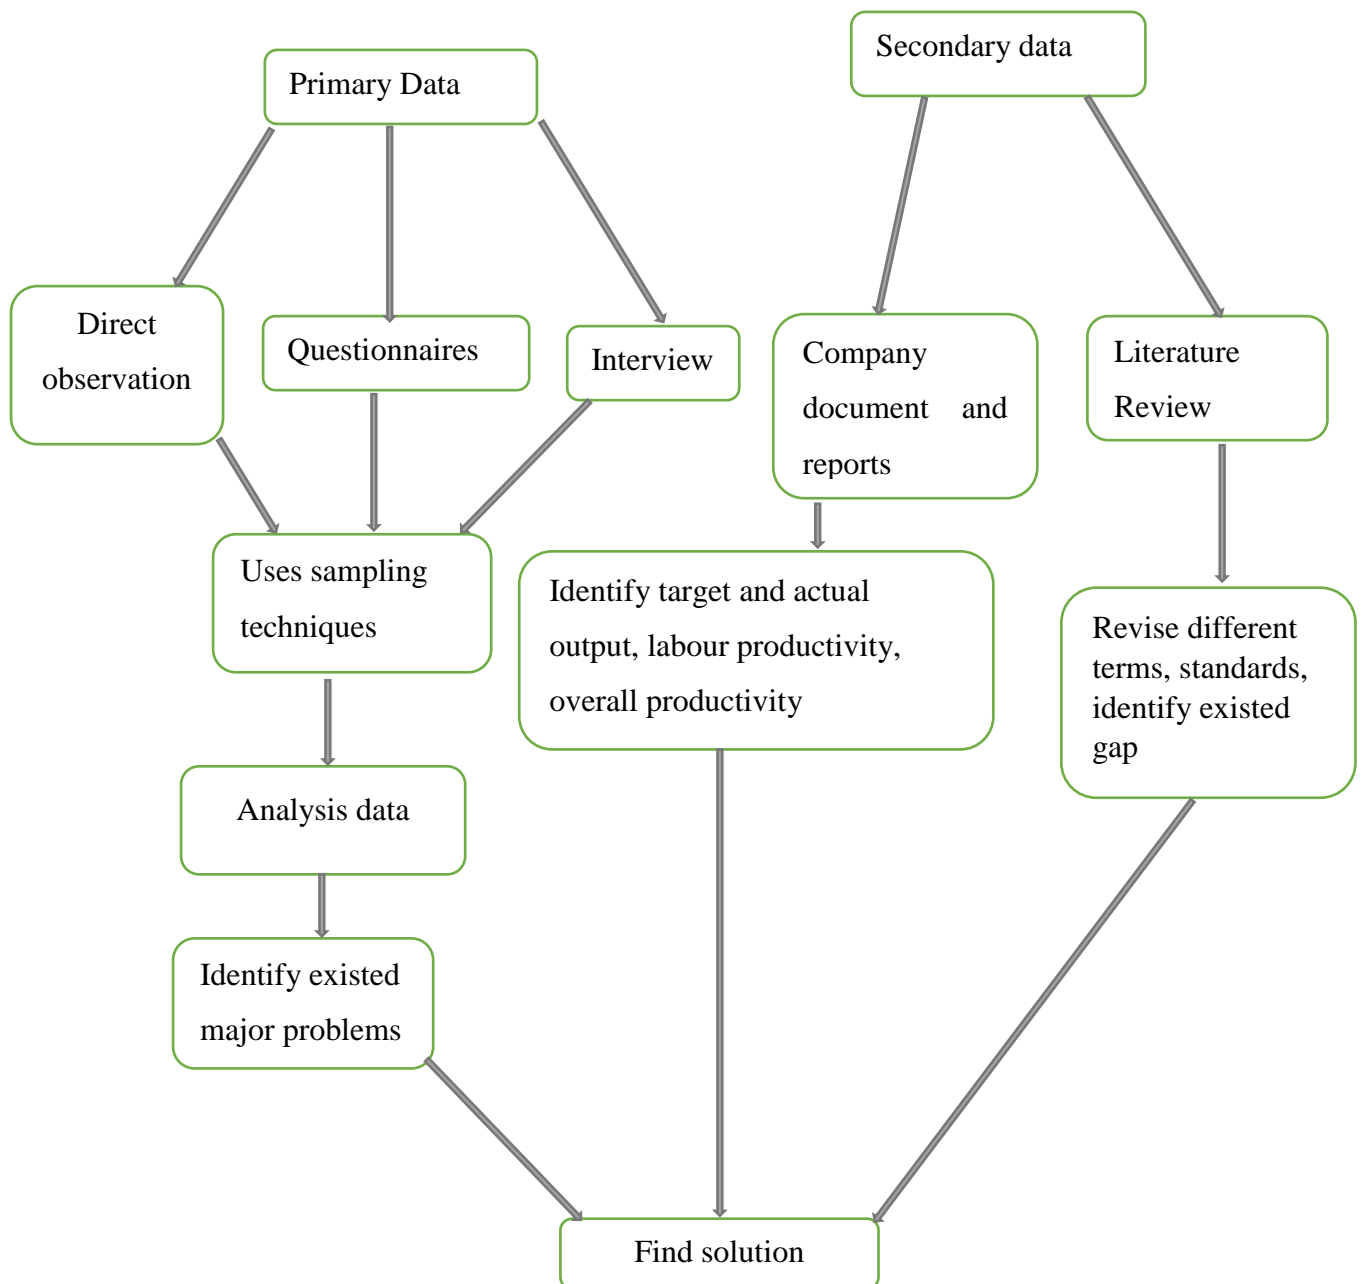 Primary Data
Secondary data
Direct
observation
Questionnaires
Interview
Company
document and
reports
Literature
Review
Uses sampling
techniques
Identify target and actual
output, labour productivity,
overall productivity
Revise different
terms, standards,
identify existed
gap
Analysis data
Identify existed
major problems
Find solution